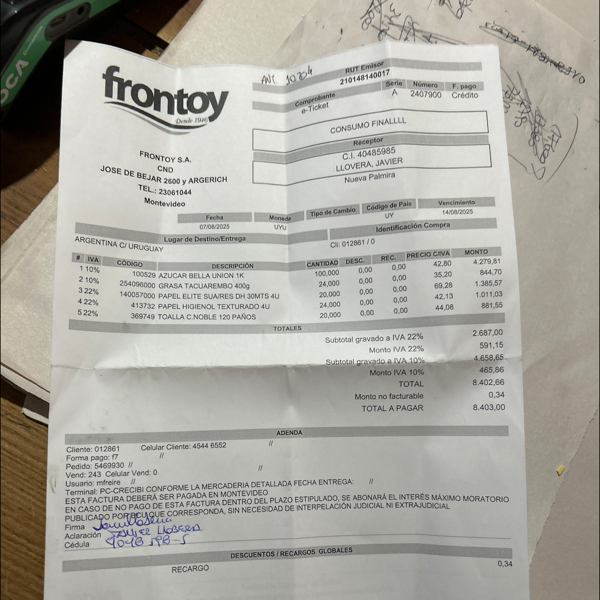 frontoy
Desde 1946
RUT Emisor
210148140017
Comprobante Serie Número F. pago
e-Ticket A 2407900 Crédito
CONSUMO FINALLLL
Receptor
C.I. 40485985
LLOVERA, JAVIER
Nueva Palmira
FRONTOY S.A.
CND
JOSE DE BEJAR 2600 y ARGERICH
TEL.: 23061044
Montevideo
Fecha Moneda Tipo de Cambio Código de País Vencimiento
07/08/2025 UYU UY 14/08/2025
Lugar de Destino/Entrega Identificación Compra
ARGENTINA C/ URUGUAY CII: 012861 / 0
# IVA CÓDIGO DESCRIPCIÓN CANTIDAD DESC. REC. PRECIO C/IVA MONTO
1 10% 100529 AZUCAR BELLA UNION 1K 100,000 0,00 0,00 42,80 4.279,81
2 10% 254096000 GRASA TACUAREMBO 400g 24,000 0,00 0,00 35,20 844,70
3 22% 140057000 PAPEL ELITE SUA/RES DH 30MTS 4U 20,000 0,00 0,00 69,28 1.385,57
4 22% 413732 PAPEL HIGIENOL TEXTURADO 4U 24,000 0,00 0,00 42,13 1.011,03
5 22% 369749 TOALLA C.NOBLE 120 PAÑOS 20,000 0,00 0,00 44,08 881,55
TOTALES
Subtotal gravado a IVA 22% 2.687,00
Monto IVA 22% 591,15
Subtotal gravado a IVA 10% 4.658,65
Monto IVA 10% 465,86
TOTAL 8.402,66
Monto no facturable 0,34
TOTAL A PAGAR 8.403,00
ADENDA
Cliente: 012861 Celular Cliente: 4544 6552 //
Forma pago: f7 //
Pedido: 5469930 // //
Vend: 243 Celular Vend: 0
Usuario: mfreire //
Terminal: PC-CRECIBI CONFORME LA MERCADERIA DETALLADA FECHA ENTREGA: //
ESTA FACTURA DEBERÁ SER PAGADA EN MONTEVIDEO
EN CASO DE NO PAGO DE ESTA FACTURA DENTRO DEL PLAZO ESTIPULADO, SE ABONARÁ EL INTERÉS MÁXIMO MORATORIO
PUBLICADO POR BCU QUE CORRESPONDA, SIN NECESIDAD DE INTERPELACIÓN JUDICIAL NI EXTRAJUDICIAL
Firma
Aclaración
Cédula
DESCUENTOS / RECARGOS GLOBALES
RECARGO 0,34